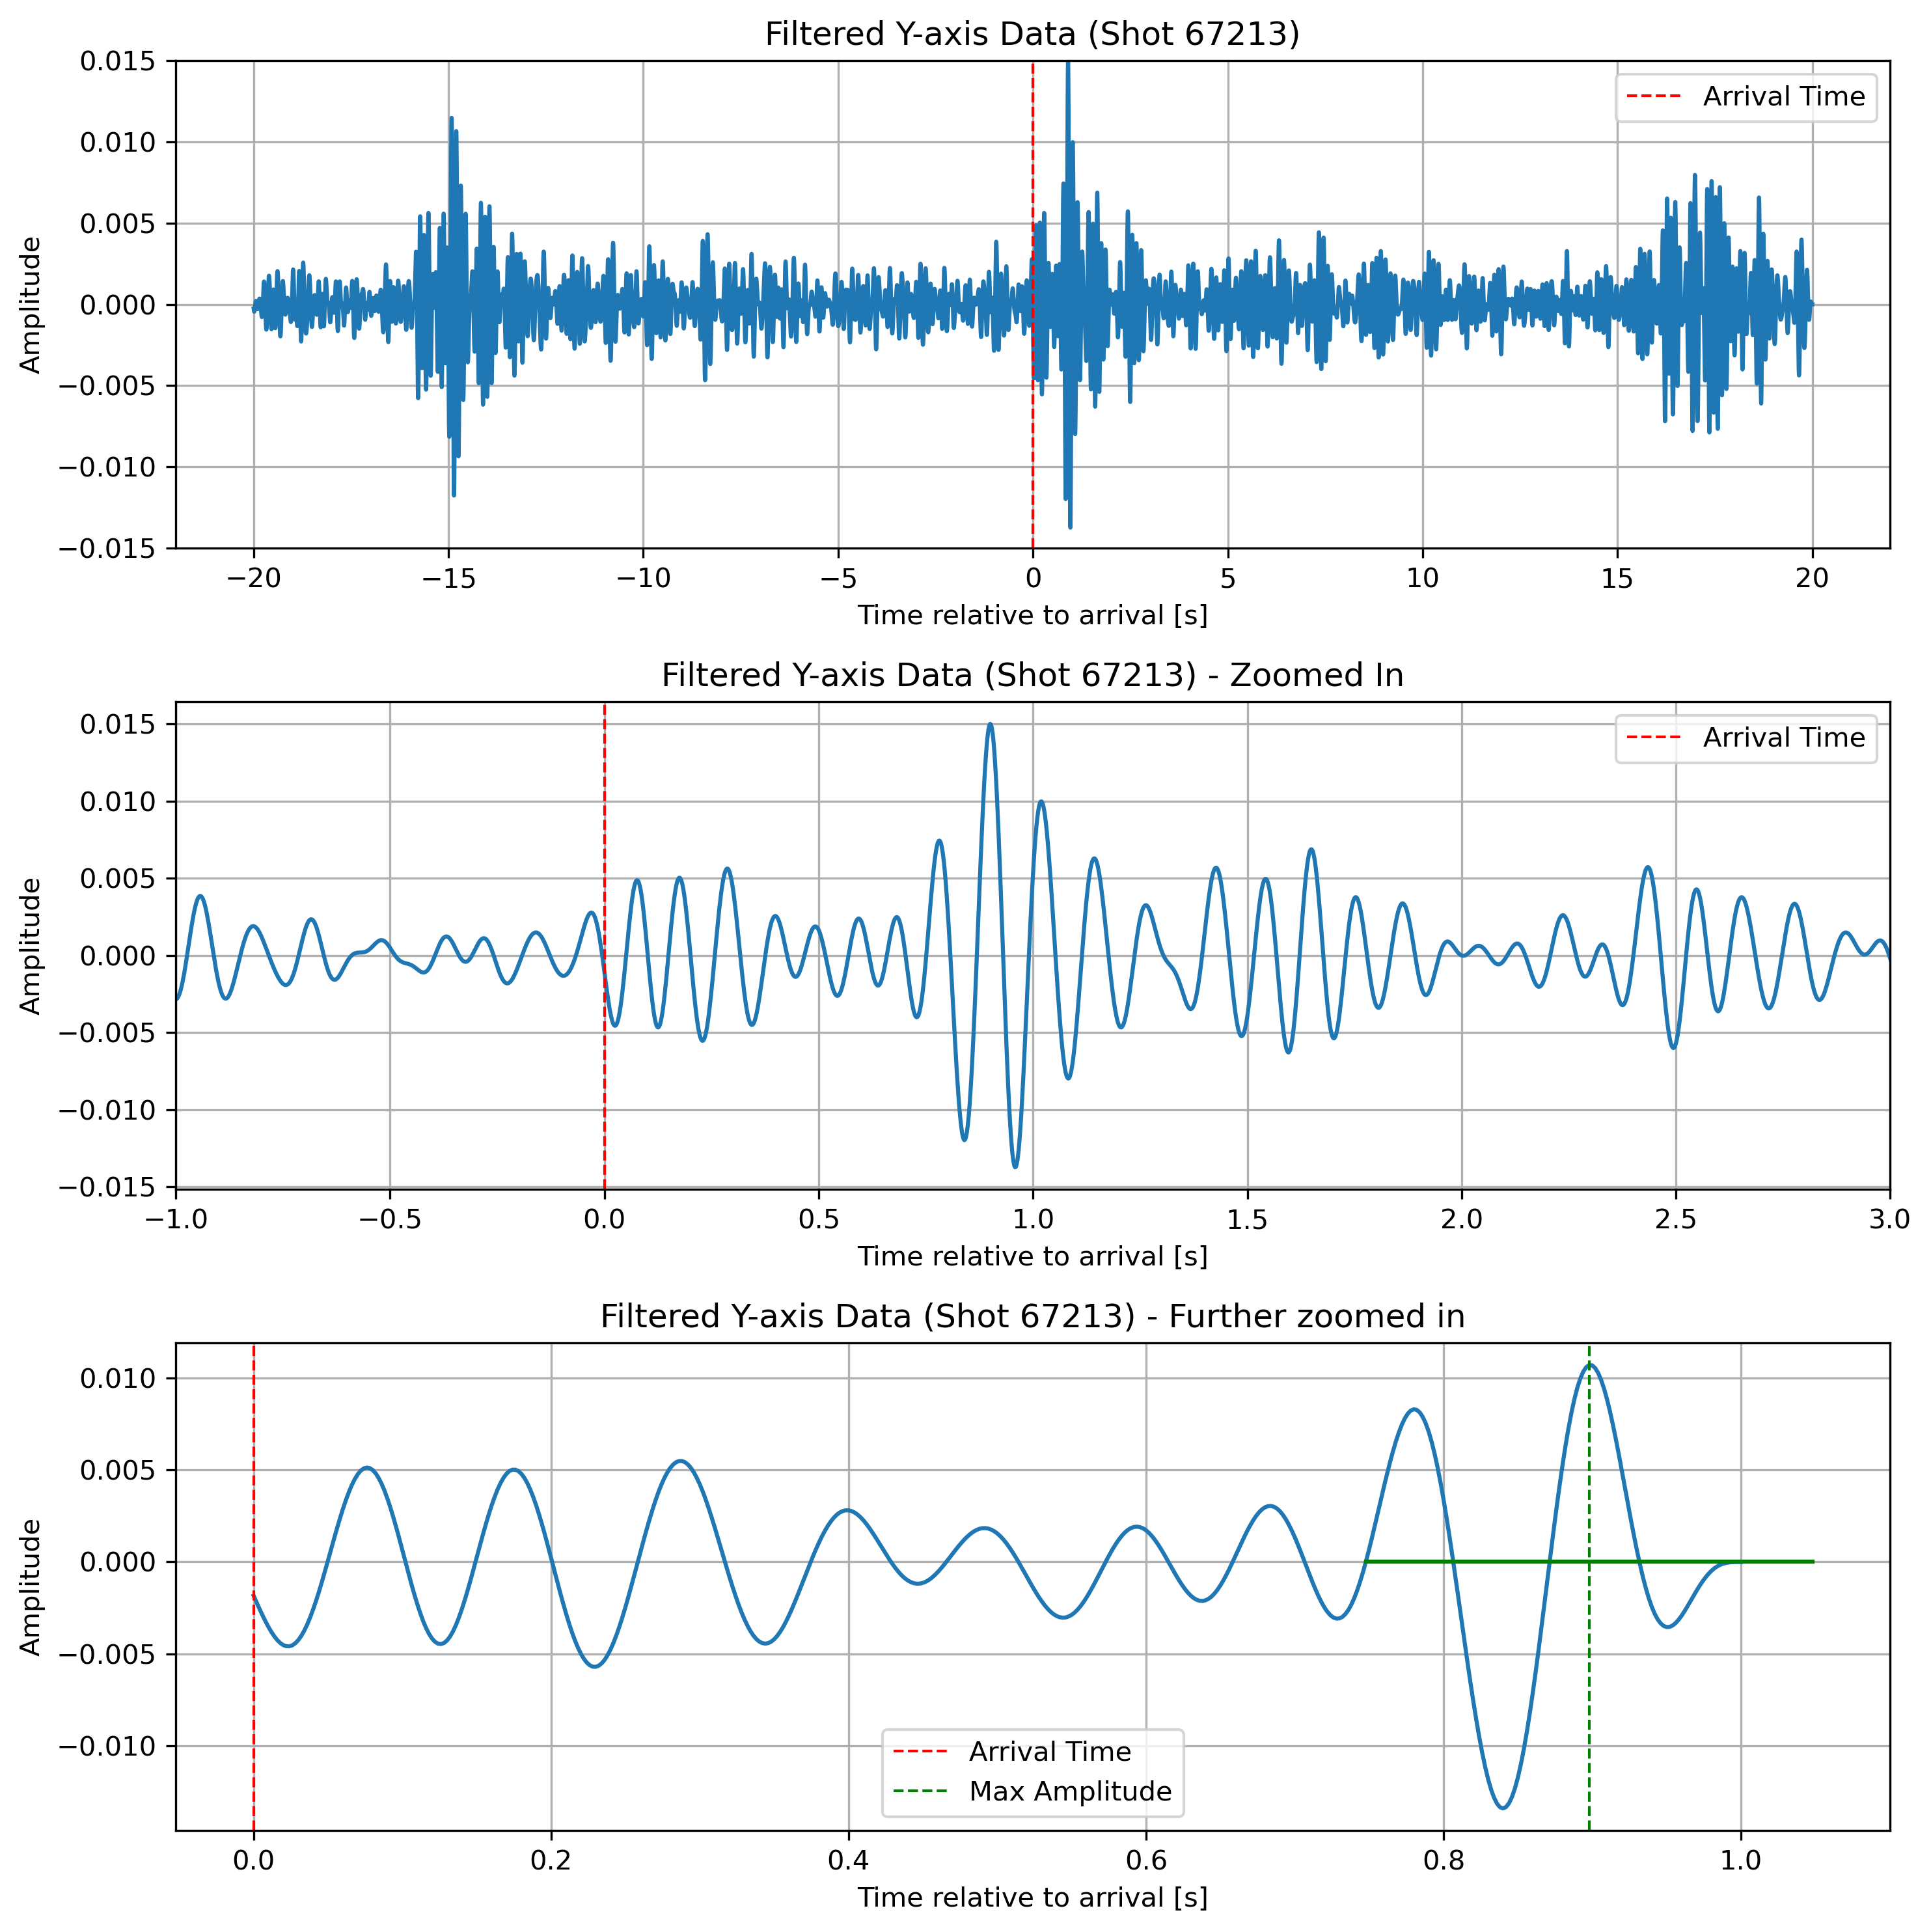 Filtered Y-axis Data (Shot 67213)
0.015
0.010
0.005
0.000
−0.005
−0.010
−0.015
Amplitude
Arrival Time
−20 −15 −10 −5 0 5 10 15 20
Time relative to arrival [s]
Filtered Y-axis Data (Shot 67213) - Zoomed In
0.015
0.010
0.005
0.000
−0.005
−0.010
−0.015
Amplitude
Arrival Time
−1.0 −0.5 0.0 0.5 1.0 1.5 2.0 2.5 3.0
Time relative to arrival [s]
Filtered Y-axis Data (Shot 67213) - Further zoomed in
0.010
0.005
0.000
−0.005
−0.010
Amplitude
Arrival Time
Max Amplitude
0.0 0.2 0.4 0.6 0.8 1.0
Time relative to arrival [s]